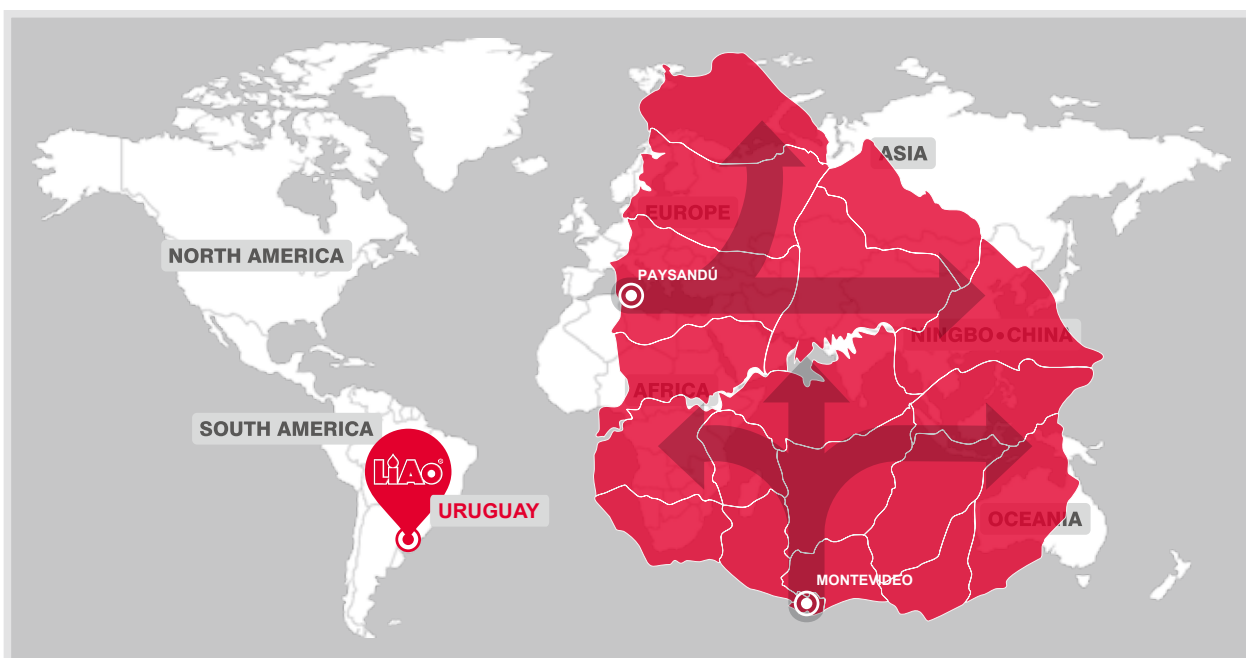 ASIA
EUROPE
NORTH AMERICA
PAYSANDÚ
NINGBO•CHINA
AFRICA
SOUTH AMERICA
LiAo®
URUGUAY
OCEANIA
MONTEVIDEO